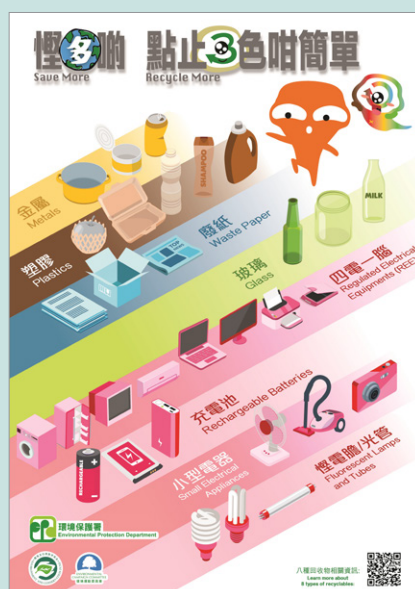 慳多啲 點止3色咁簡單
Save More Recycle More
金屬
Metals
SHAMPOO
塑膠
Plastics
廢紙
Waste Paper
TOP
玻璃
Glass
MILK
四電一腦
Regulated Electrical
Equipments (REE)
充電池
Rechargeable Batteries
RECHARGEABLE
小型電器
Small Electrical
Appliances
慳電膽/光管
Fluorescent Lamps
and Tubes
環境保護署
Environmental Protection Department
八種回收物相關資訊:
Learn more about
8 types of recyclables: